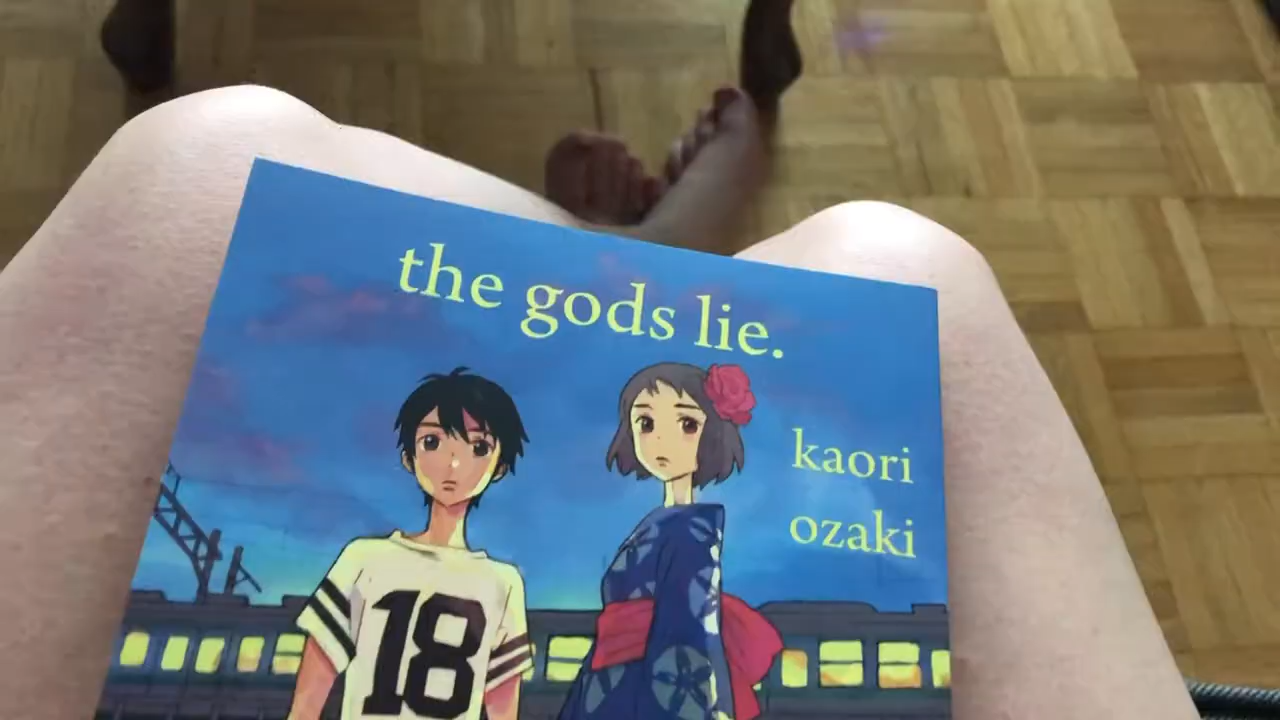 the gods lie.
kaori
ozaki
18